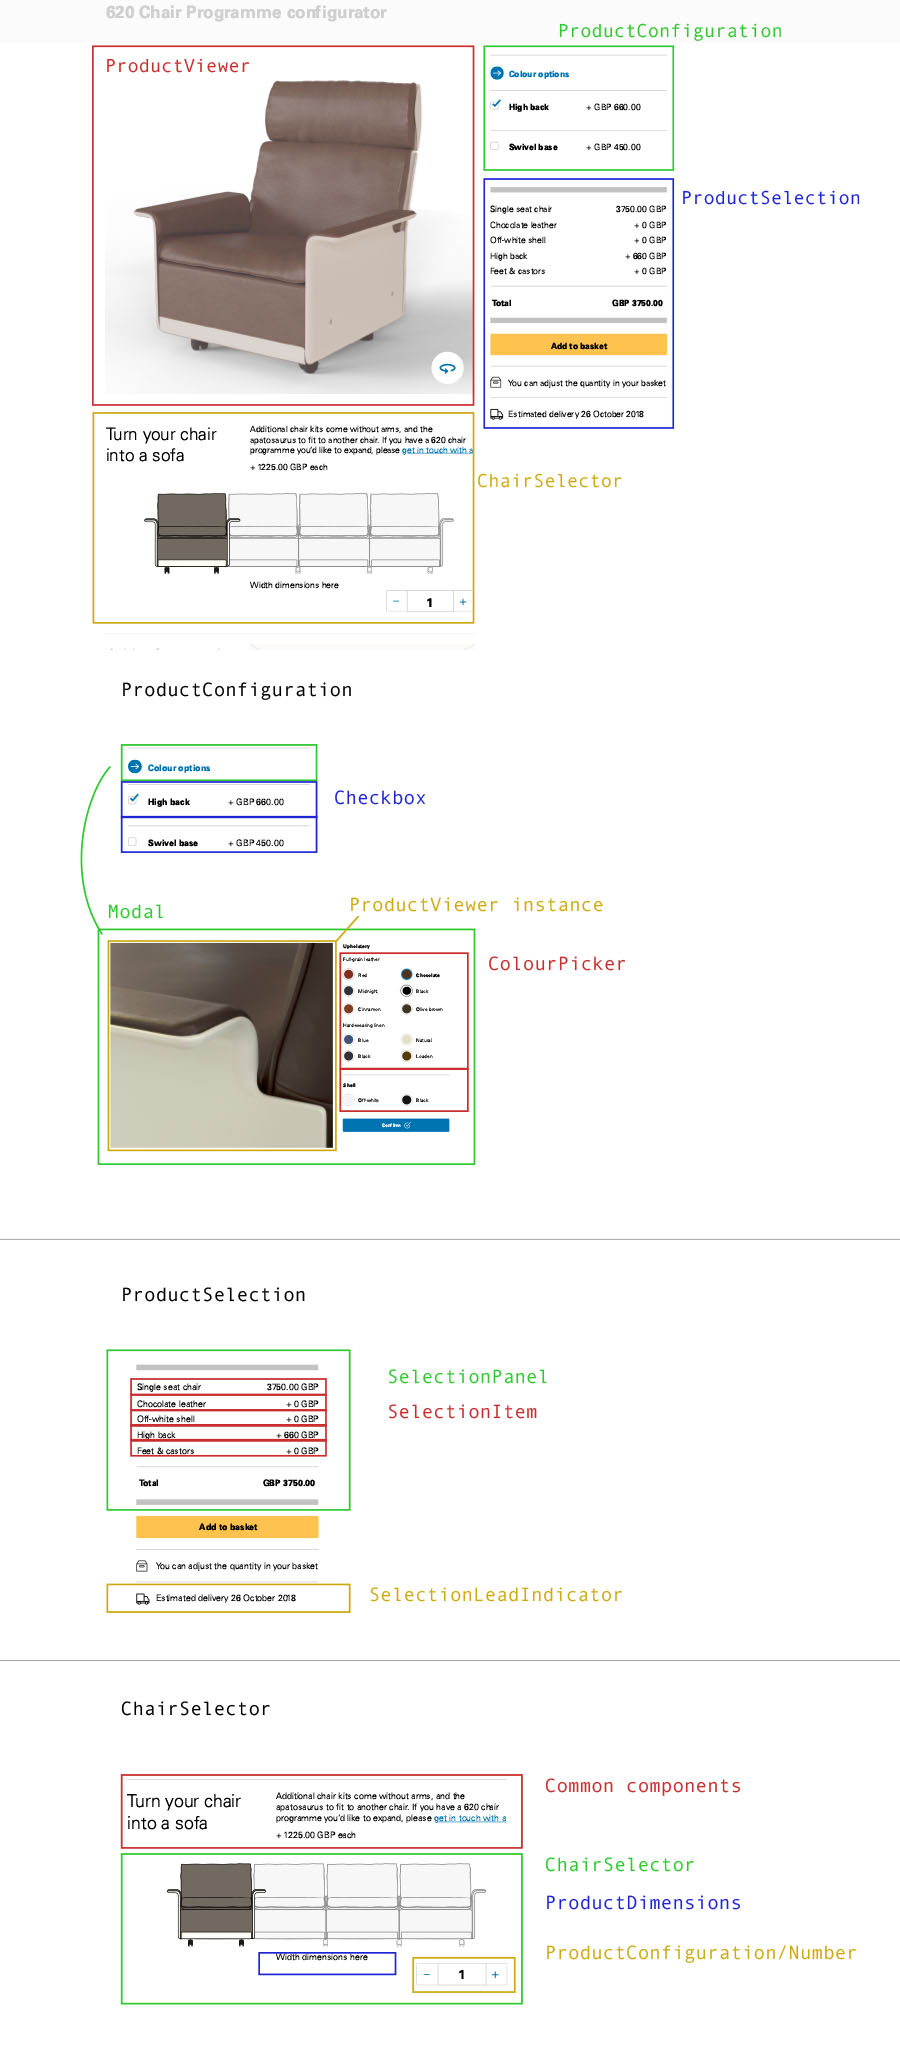 620 Chair Programme configurator
ProductConfiguration
ProductViewer
Colour options
High back + GBP 660.00
Swivel base + GBP 450.00
ProductSelection
Single seat chair 3750.00 GBP
Chocolate leather + 0 GBP
Off-white shell + 0 GBP
High back + 660 GBP
Feet & castors + 0 GBP
Total GBP 3750.00
Add to basket
You can adjust the quantity in your basket
Estimated delivery 26 October 2018
Turn your chair
into a sofa
Additional chair kits come without arms, and the
apatosaurus to fit to another chair. If you have a 620 chair
programme you'd like to expand, please get in touch with a
+ 1225.00 GBP each
ChairSelector
Width dimensions here
− 1 +
ProductConfiguration
Colour options
High back + GBP 660.00
Checkbox
Swivel base + GBP 450.00
Modal
ProductViewer instance
ColourPicker
Upholstery
Full-grain leather
Red Chocolate
Midnight Black
Cinnamon Olive brown
Hardwearing linen
Blue Natural
Black Loaden
Shell
Off-white Black
Confirm
ProductSelection
SelectionPanel
SelectionItem
Single seat chair 3750.00 GBP
Chocolate leather + 0 GBP
Off-white shell + 0 GBP
High back + 660 GBP
Feet & castors + 0 GBP
Total GBP 3750.00
Add to basket
You can adjust the quantity in your basket
Estimated delivery 26 October 2018
SelectionLeadIndicator
ChairSelector
Common components
Turn your chair
into a sofa
Additional chair kits come without arms, and the
apatosaurus to fit to another chair. If you have a 620 chair
programme you'd like to expand, please get in touch with a
+ 1225.00 GBP each
ChairSelector
ProductDimensions
ProductConfiguration/Number
Width dimensions here
− 1 +